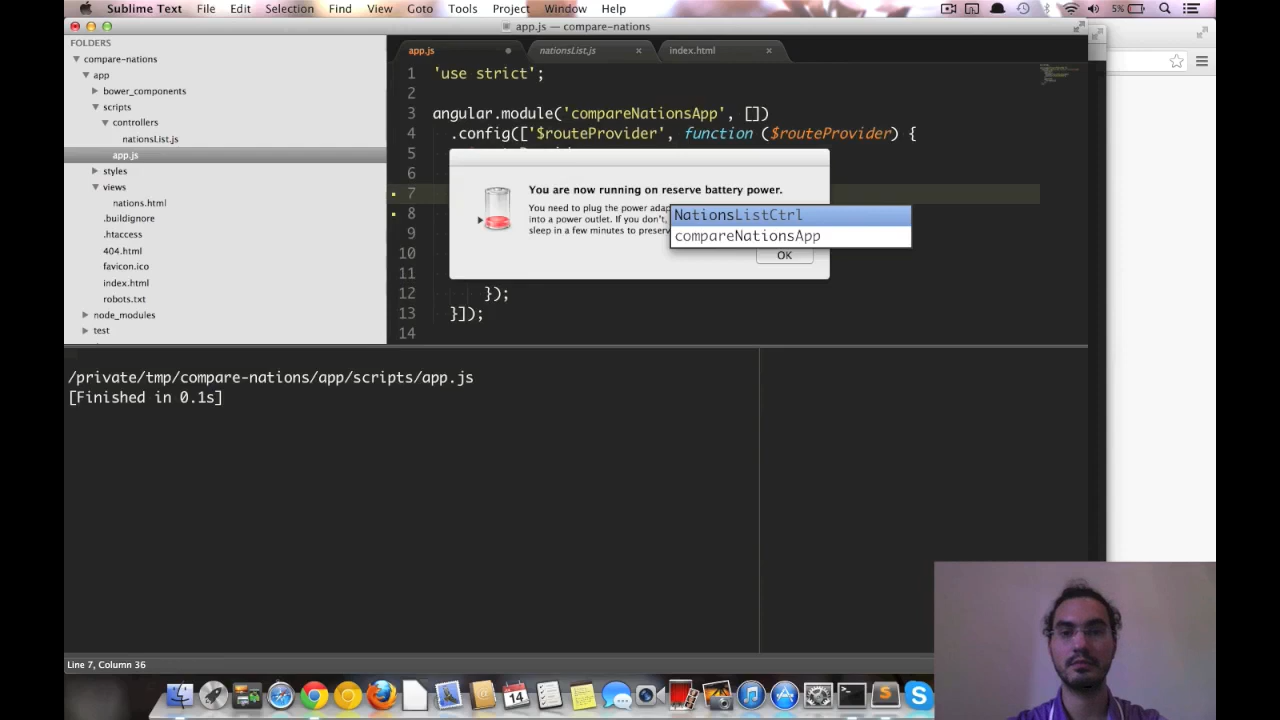 Sublime Text File Edit Selection Find View Goto Tools Project Window Help 5%
app.js — compare-nations
FOLDERS
compare-nations
app
bower_components
scripts
controllers
nationsList.js
app.js
styles
views
nations.html
.buildignore
.htaccess
404.html
favicon.ico
index.html
robots.txt
node_modules
test
app.js nationsList.js index.html
1 'use strict';
2
3 angular.module('compareNationsApp', [])
4 .config(['$routeProvider', function ($routeProvider) {
5
6
7
8
9
10
11
12 });
13 }]);
14
You are now running on reserve battery power.
You need to plug the power
into a power outlet. If you don't,
sleep in a few minutes to
NationsListCtrl
compareNationsApp
OK
/private/tmp/compare-nations/app/scripts/app.js
[Finished in 0.1s]
Line 7, Column 36
14